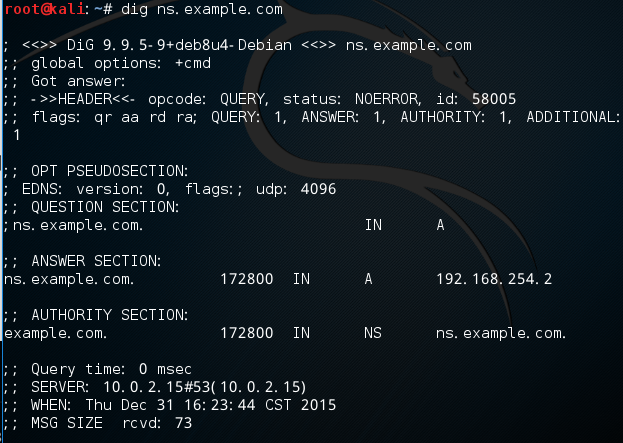 root@kali:~# dig ns.example.com
; <<>> DiG 9.9.5-9+deb8u4-Debian <<>> ns.example.com
;; global options: +cmd
;; Got answer:
;; ->>HEADER<<- opcode: QUERY, status: NOERROR, id: 58005
;; flags: qr aa rd ra; QUERY: 1, ANSWER: 1, AUTHORITY: 1, ADDITIONAL:
1
;; OPT PSEUDOSECTION:
; EDNS: version: 0, flags:; udp: 4096
;; QUESTION SECTION:
;ns.example.com. IN A
;; ANSWER SECTION:
ns.example.com. 172800 IN A 192.168.254.2
;; AUTHORITY SECTION:
example.com. 172800 IN NS ns.example.com.
;; Query time: 0 msec
;; SERVER: 10.0.2.15#53(10.0.2.15)
;; WHEN: Thu Dec 31 16:23:44 CST 2015
;; MSG SIZE rcvd: 73